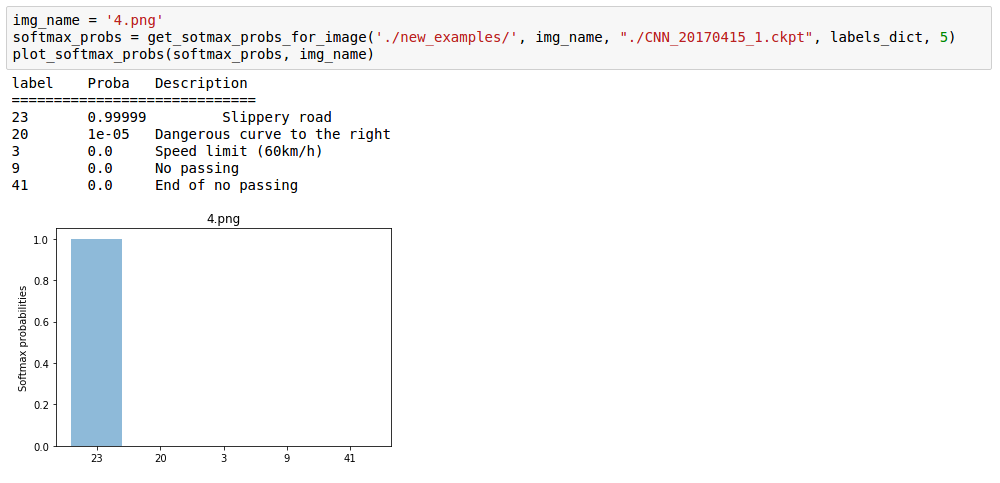 img_name = '4.png'
softmax_probs = get_sotmax_probs_for_image('./new_examples/', img_name, "./CNN_20170415_1.ckpt", labels_dict, 5)
plot_softmax_probs(softmax_probs, img_name)
label Proba Description
=============================
23 0.99999 Slippery road
20 1e-05 Dangerous curve to the right
3 0.0 Speed limit (60km/h)
9 0.0 No passing
41 0.0 End of no passing
4.png
1.0
0.8
0.6
0.4
0.2
0.0
Softmax probabilities
23 20 3 9 41